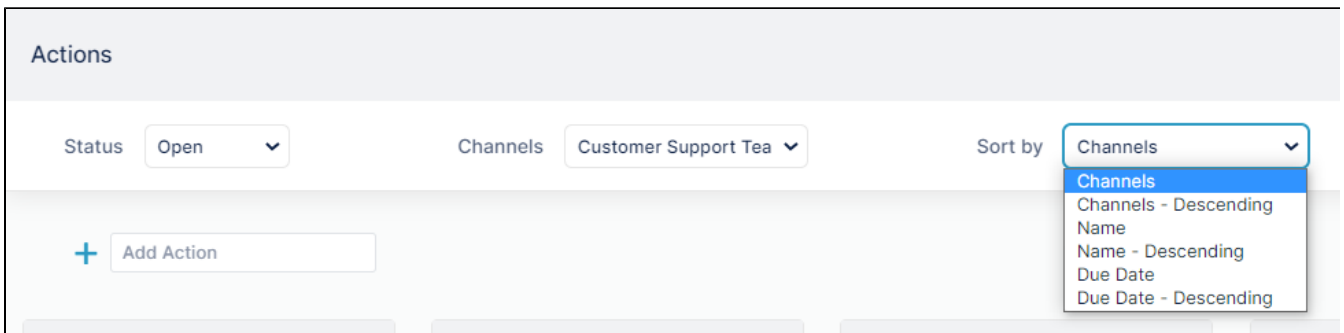 Actions
Status Open Channels Customer Support Tea Sort by Channels
Channels
Channels - Descending
Name
Name - Descending
Due Date
Due Date - Descending
Add Action